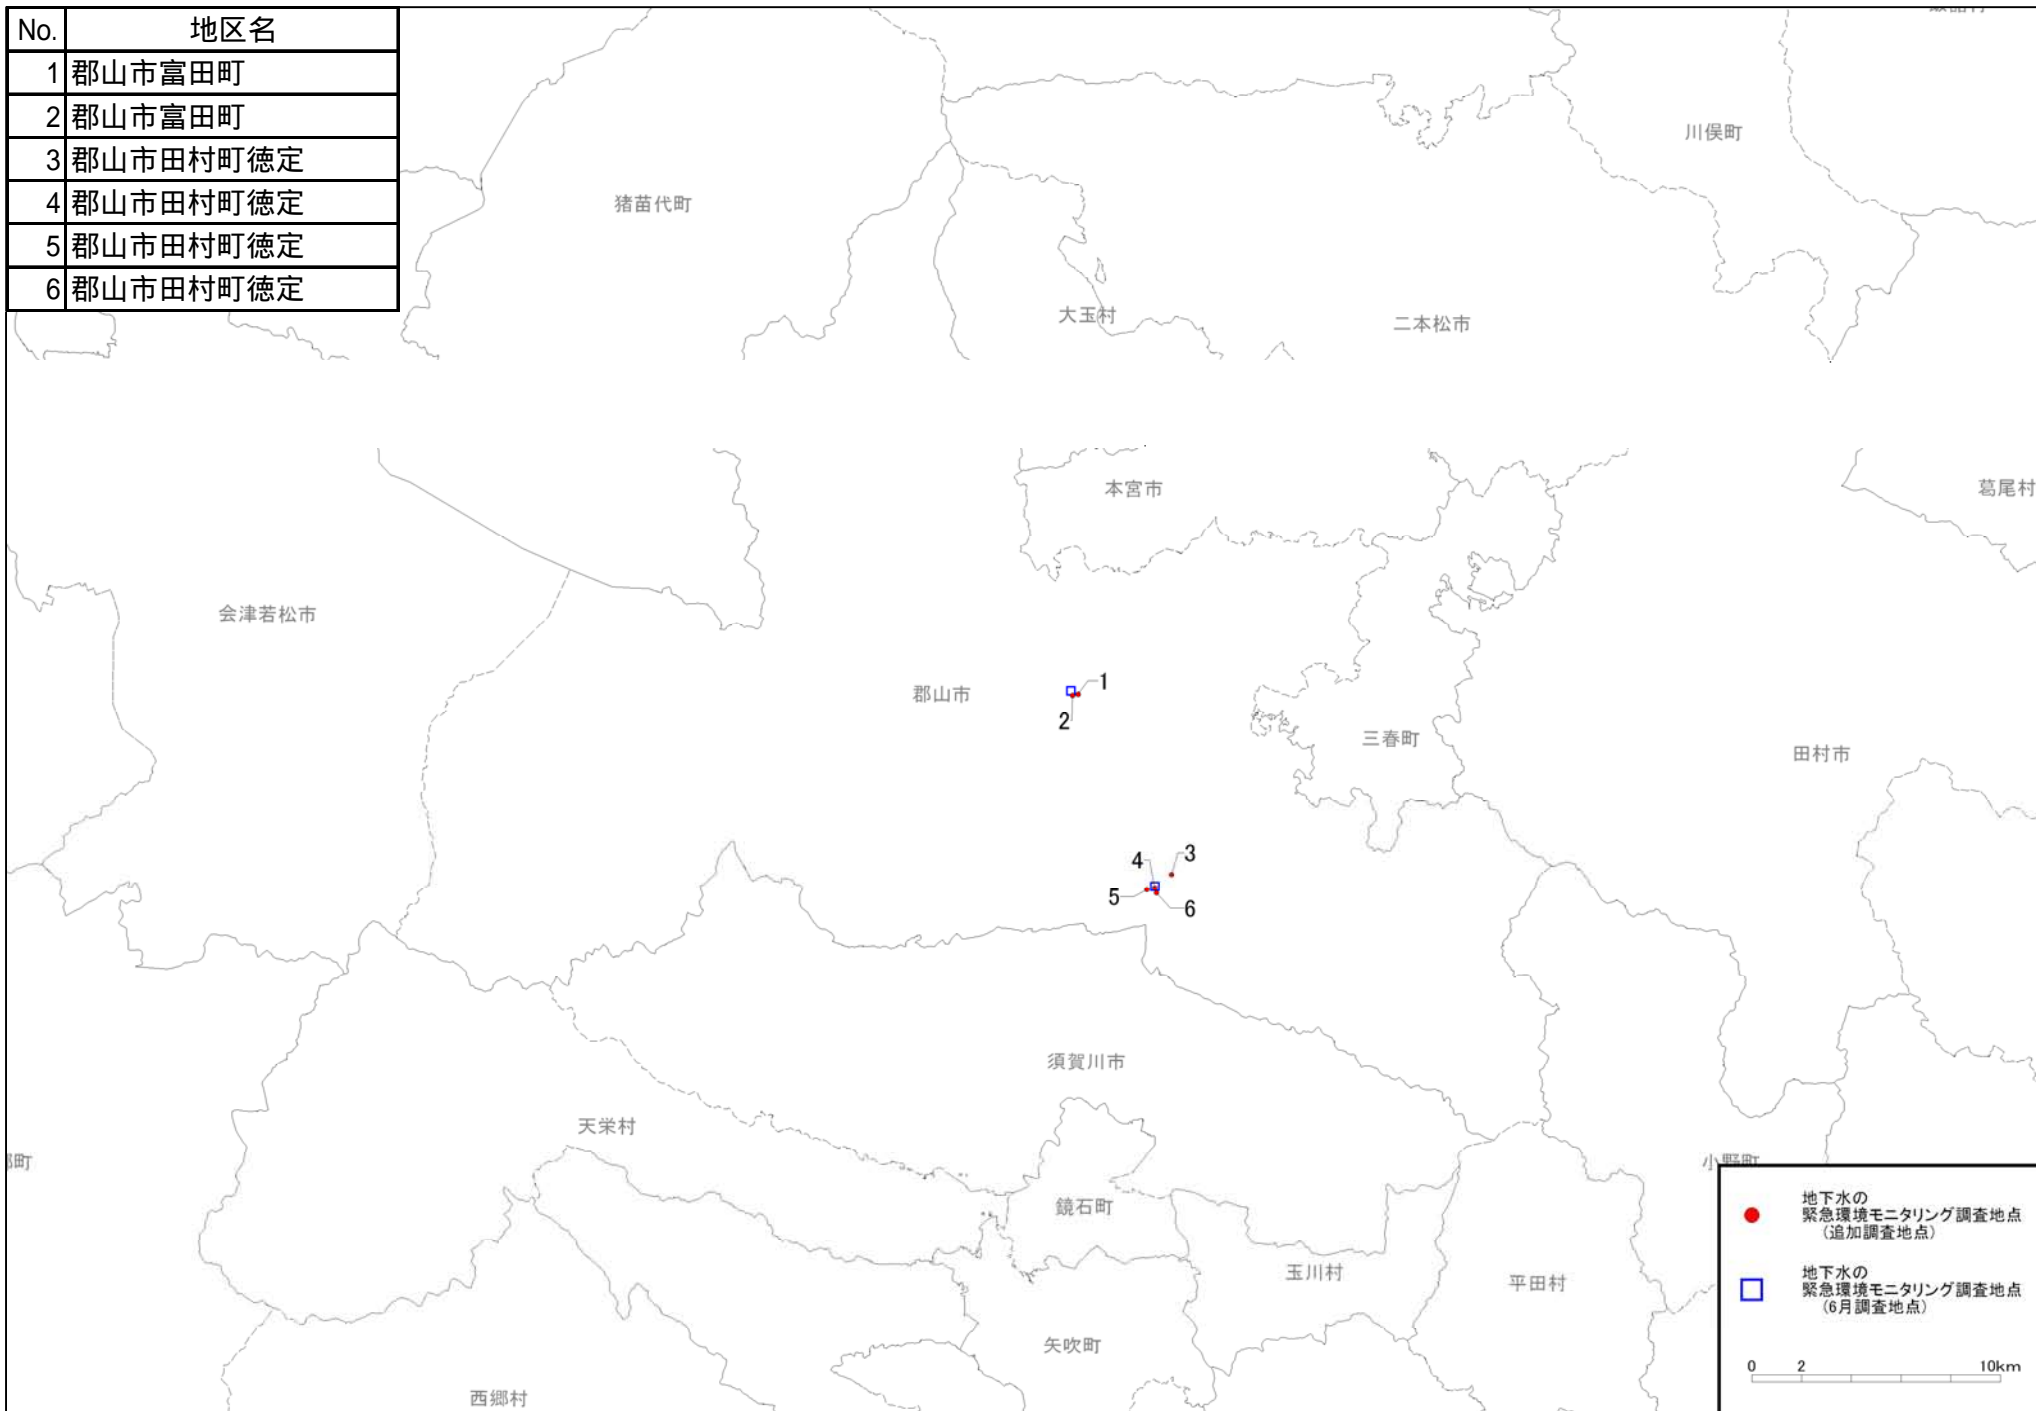 No. 地区名
1 郡山市富田町
2 郡山市富田町
3 郡山市田村町徳定
4 郡山市田村町徳定
5 郡山市田村町徳定
6 郡山市田村町徳定
川俣町
猪苗代町
大玉村
二本松市
本宮市
葛尾村
会津若松市
郡山市
1
2
三春町
田村市
4
3
5
6
須賀川市
天栄村
町
小野町
鏡石町
玉川村
平田村
矢吹町
西郷村
地下水の
緊急環境モニタリング調査地点
（追加調査地点）
地下水の
緊急環境モニタリング調査地点
（6月調査地点）
0 2 10km